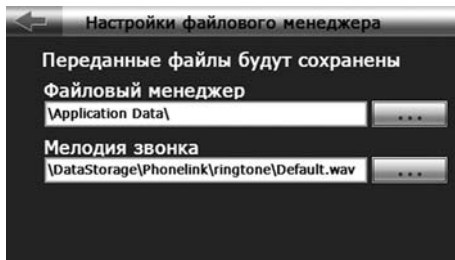 Настройки файлового менеджера
Переданные файлы будут сохранены
Файловый менеджер
\Application Data\
...
Мелодия звонка
\DataStorage\Phonelink\ringtone\Default.wav
...